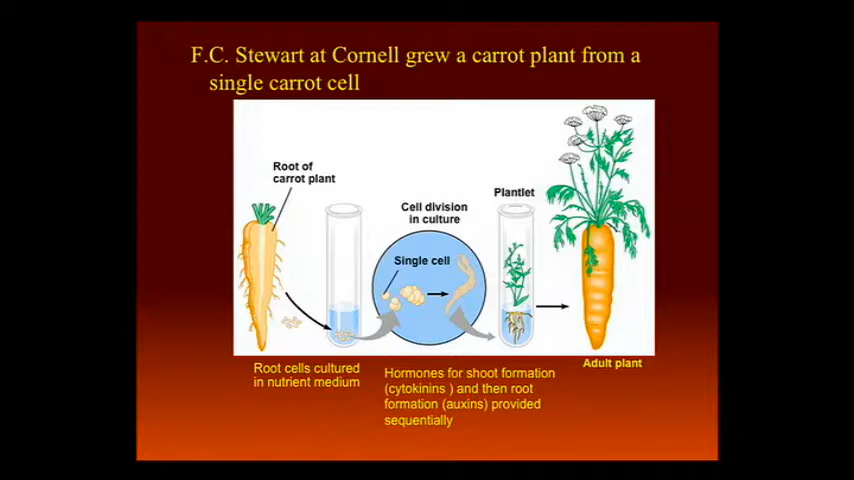 F.C. Stewart at Cornell grew a carrot plant from a
single carrot cell
Root of
carrot plant
Cell division
in culture
Single cell
Plantlet
Root cells cultured
in nutrient medium
Hormones for shoot formation
(cytokinins ) and then root
formation (auxins) provided
sequentially
Adult plant